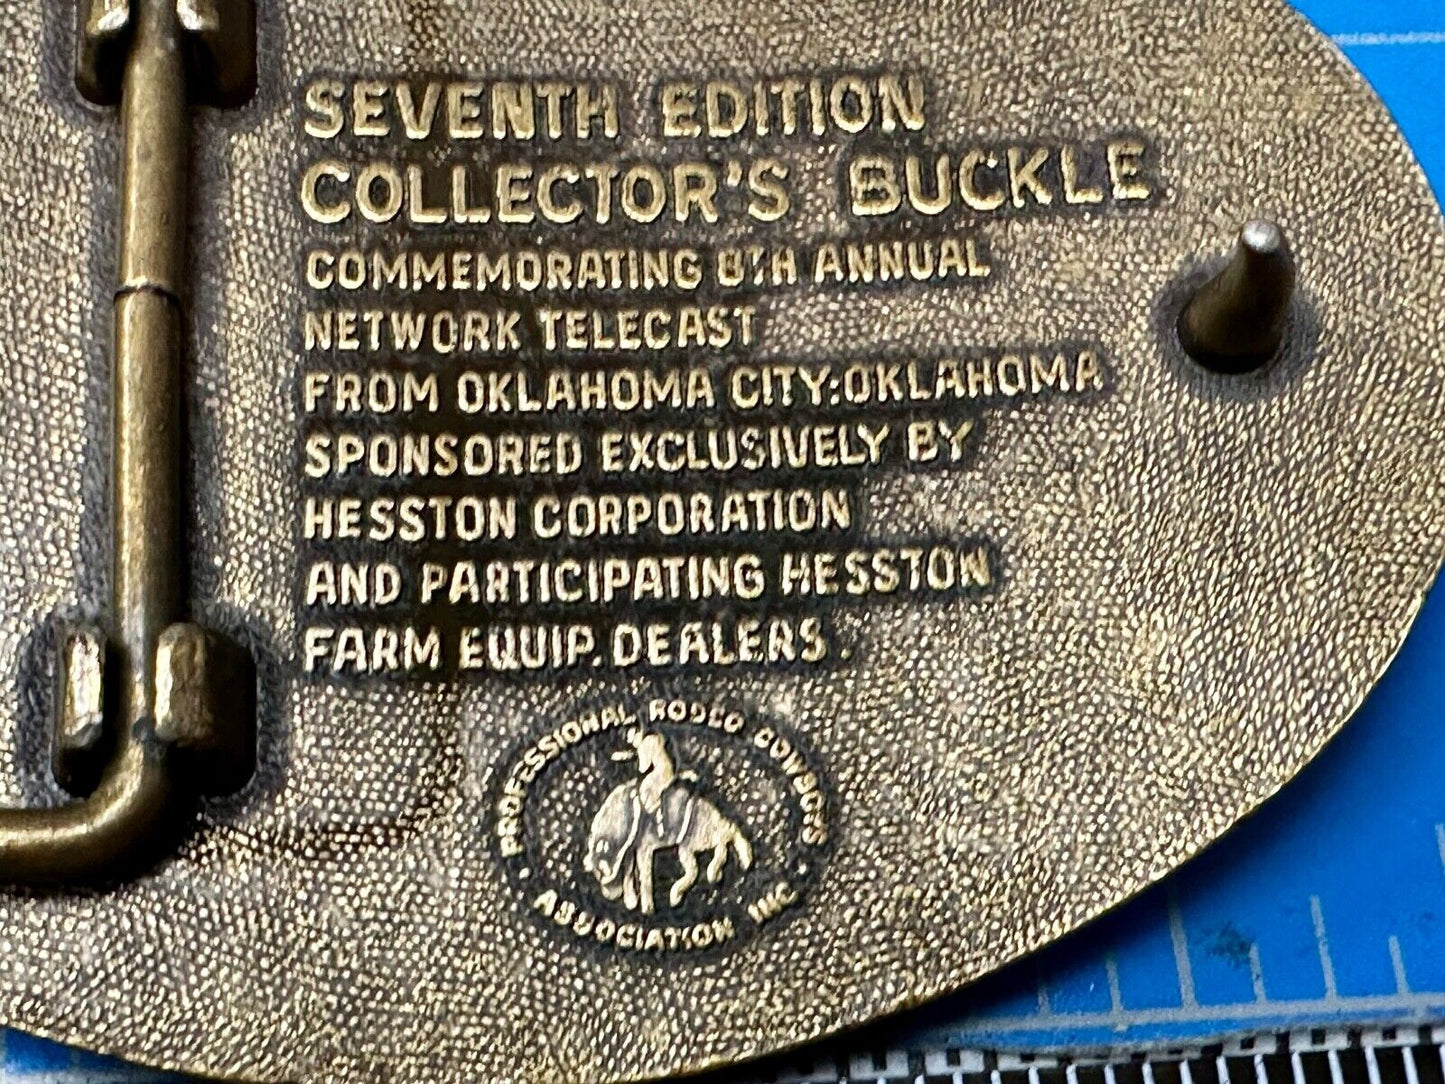 SEVENTH EDITION
COLLECTOR'S BUCKLE
COMMEMORATING 8TH ANNUAL
NETWORK TELECAST
FROM OKLAHOMA CITY, OKLAHOMA
SPONSORED EXCLUSIVELY BY
HESSTON CORPORATION
AND PARTICIPATING HESSTON
FARM EQUIP. DEALERS.
PROFESSIONAL RODEO COWBOYS
ASSOCIATION, INC.